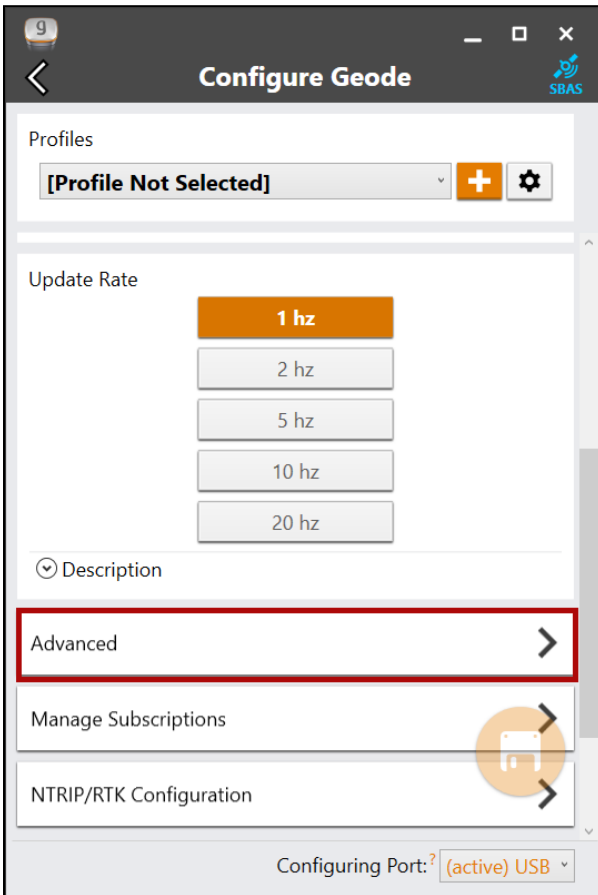 g
Configure Geode
SBAS
Profiles
[Profile Not Selected]
Update Rate
1 hz
2 hz
5 hz
10 hz
20 hz
Description
Advanced
Manage Subscriptions
NTRIP/RTK Configuration
Configuring Port:? (active) USB